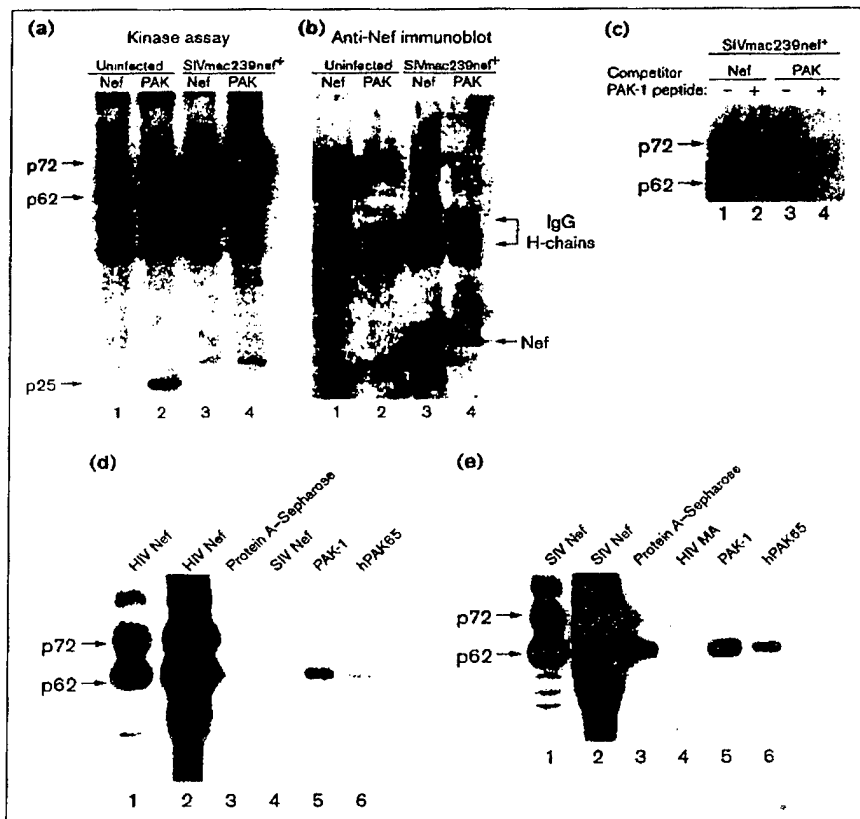 (a)
Kinase assay
Uninfected SIVmac239nef+
Nef PAK Nef PAK
p72
p62
p25
1 2 3 4
(b)
Anti-Nef immunoblot
Uninfected SIVmac239nef+
Nef PAK Nef PAK
IgG
H-chains
Nef
1 2 3 4
(c)
SIVmac239nef+
Competitor Nef PAK
PAK-1 peptide: – + – +
p72
p62
1 2 3 4
(d)
HIV Nef
HIV Nef
Protein A–Sepharose
SIV Nef
PAK-1
hPAK65
p72
p62
1 2 3 4 5 6
(e)
SIV Nef
SIV Nef
Protein A–Sepharose
HIV MA
PAK-1
hPAK65
p72
p62
1 2 3 4 5 6